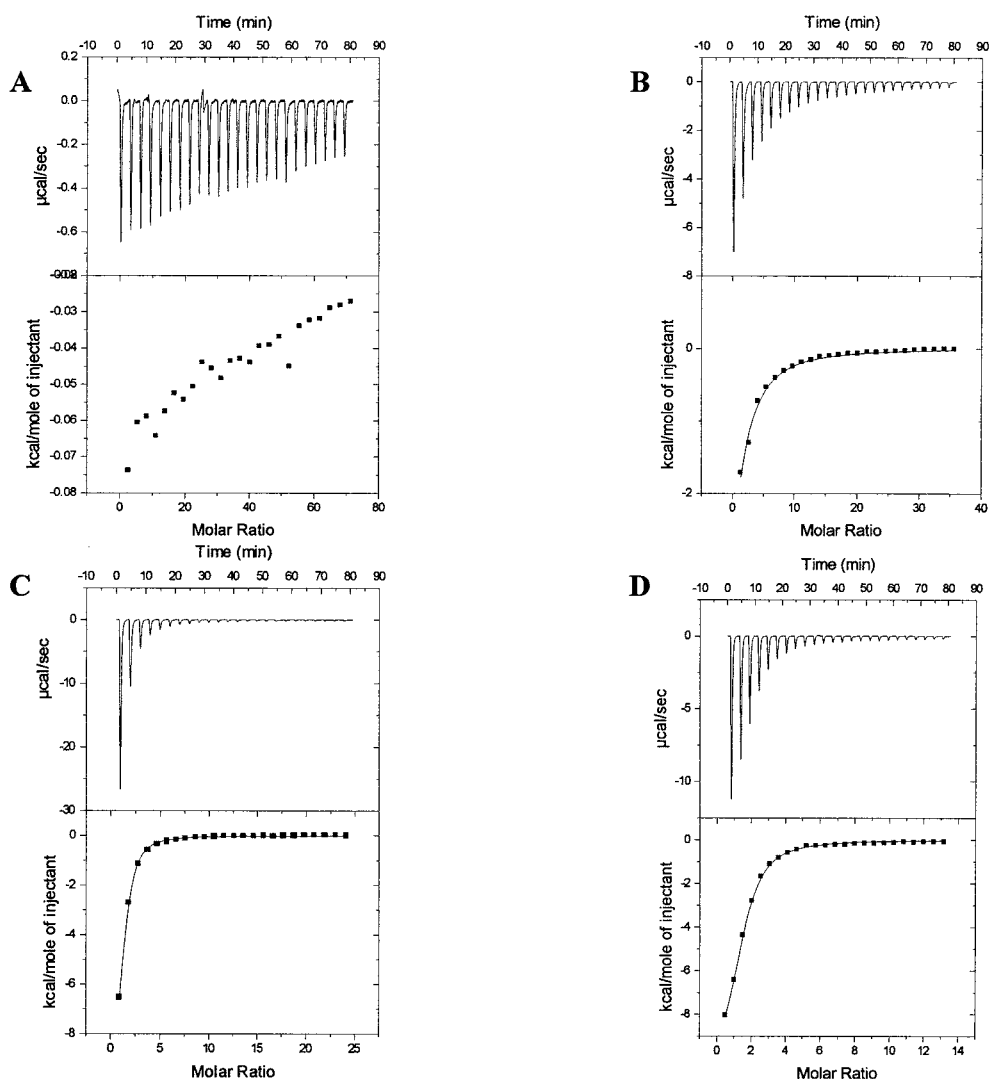 Time (min)
-10 0 10 20 30 40 50 60 70 80 90
A
0.2
0.0
-0.2
-0.4
-0.6
µcal/sec
-0.03
-0.04
-0.05
-0.06
-0.07
-0.08
kcal/mole of injectant
0 20 40 60 80
Molar Ratio
Time (min)
-10 0 10 20 30 40 50 60 70 80 90
B
0
-2
-4
-6
-8
µcal/sec
0
-2
kcal/mole of injectant
0 10 20 30 40
Molar Ratio
Time (min)
-10 0 10 20 30 40 50 60 70 80 90
C
0
-10
-20
-30
µcal/sec
0
-2
-4
-6
-8
kcal/mole of injectant
0 5 10 15 20 25
Molar Ratio
Time (min)
-10 0 10 20 30 40 50 60 70 80 90
D
0
-5
-10
µcal/sec
0
-2
-4
-6
-8
kcal/mole of injectant
0 2 4 6 8 10 12 14
Molar Ratio